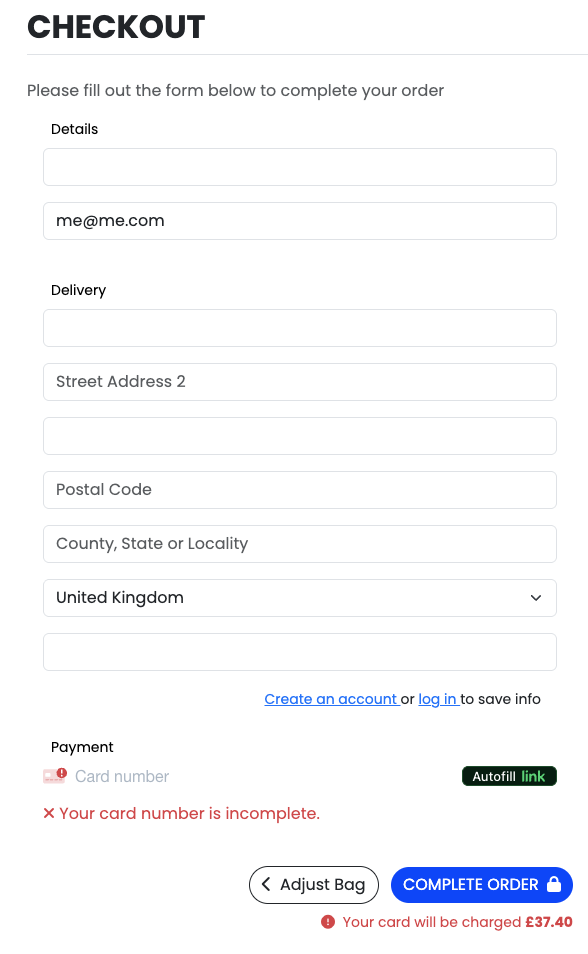 CHECKOUT
Please fill out the form below to complete your order
Details
me@me.com
Delivery
Street Address 2
Postal Code
County, State or Locality
United Kingdom
Create an account or log in to save info
Payment
Card number Autofill link
Your card number is incomplete.
Adjust Bag COMPLETE ORDER
Your card will be charged £37.40